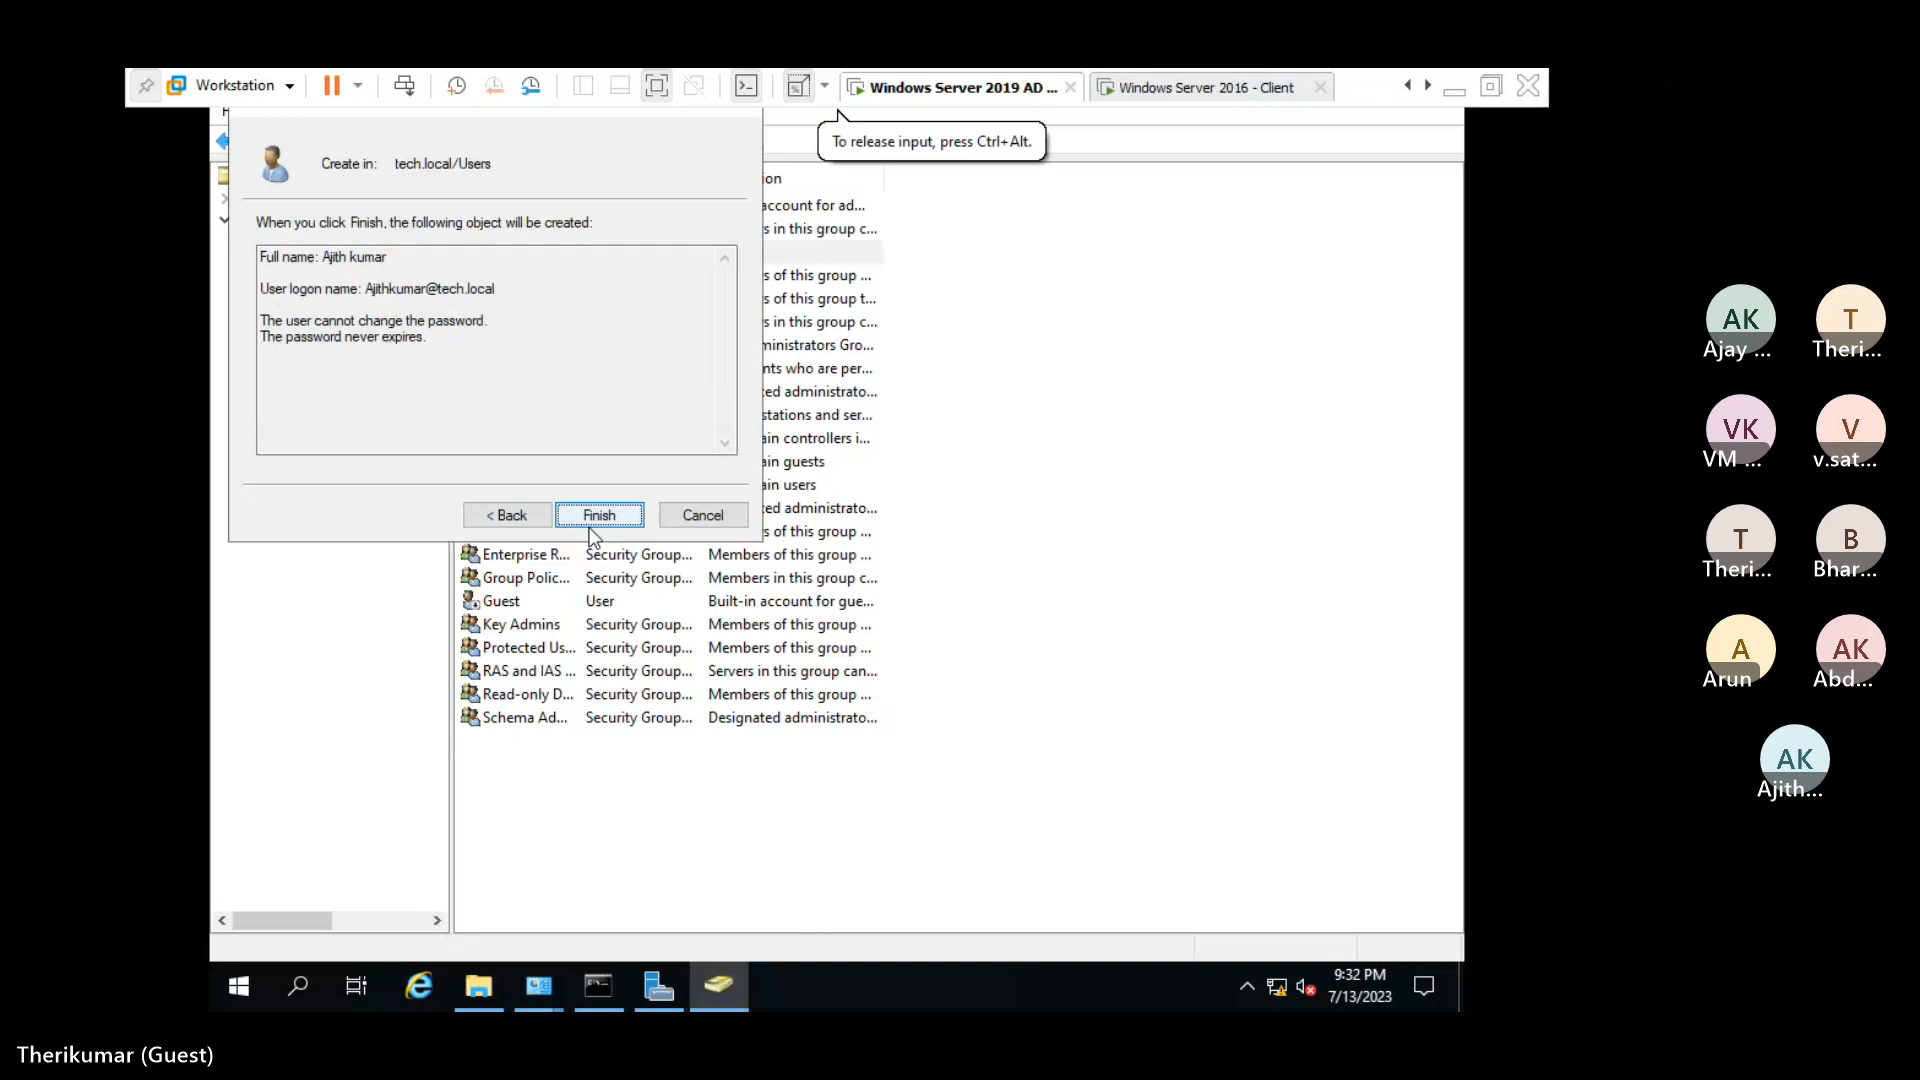 Workstation
Windows Server 2019 AD ...
Windows Server 2016 - Client
To release input, press Ctrl+Alt.
Create in: tech.local/Users
When you click Finish, the following object will be created:
Full name: Ajith kumar
User logon name: Ajithkumar@tech.local
The user cannot change the password.
The password never expires.
< Back
Finish
Cancel
ion
account for ad...
s in this group c...
s of this group ...
s of this group t...
s in this group c...
ministrators Gro...
nts who are per...
ed administrato...
stations and ser...
ain controllers i...
ain guests
ain users
ed administrato...
s of this group ...
Enterprise R... Security Group... Members of this group ...
Group Polic... Security Group... Members in this group c...
Guest User Built-in account for gue...
Key Admins Security Group... Members of this group ...
Protected Us... Security Group... Members of this group ...
RAS and IAS ... Security Group... Servers in this group can...
Read-only D... Security Group... Members of this group ...
Schema Ad... Security Group... Designated administrato...
9:32 PM
7/13/2023
AK
Ajay ...
T
Theri...
VK
VM ...
V
v.sat...
T
Theri...
B
Bhar...
A
Arun
AK
Abd...
AK
Ajith...
Therikumar (Guest)